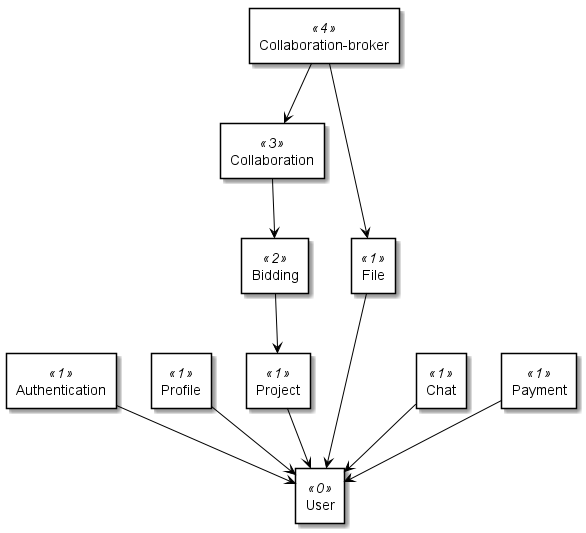 «4»
Collaboration-broker
«3»
Collaboration
«2»
Bidding
«1»
File
«1»
Authentication
«1»
Profile
«1»
Project
«1»
Chat
«1»
Payment
«0»
User